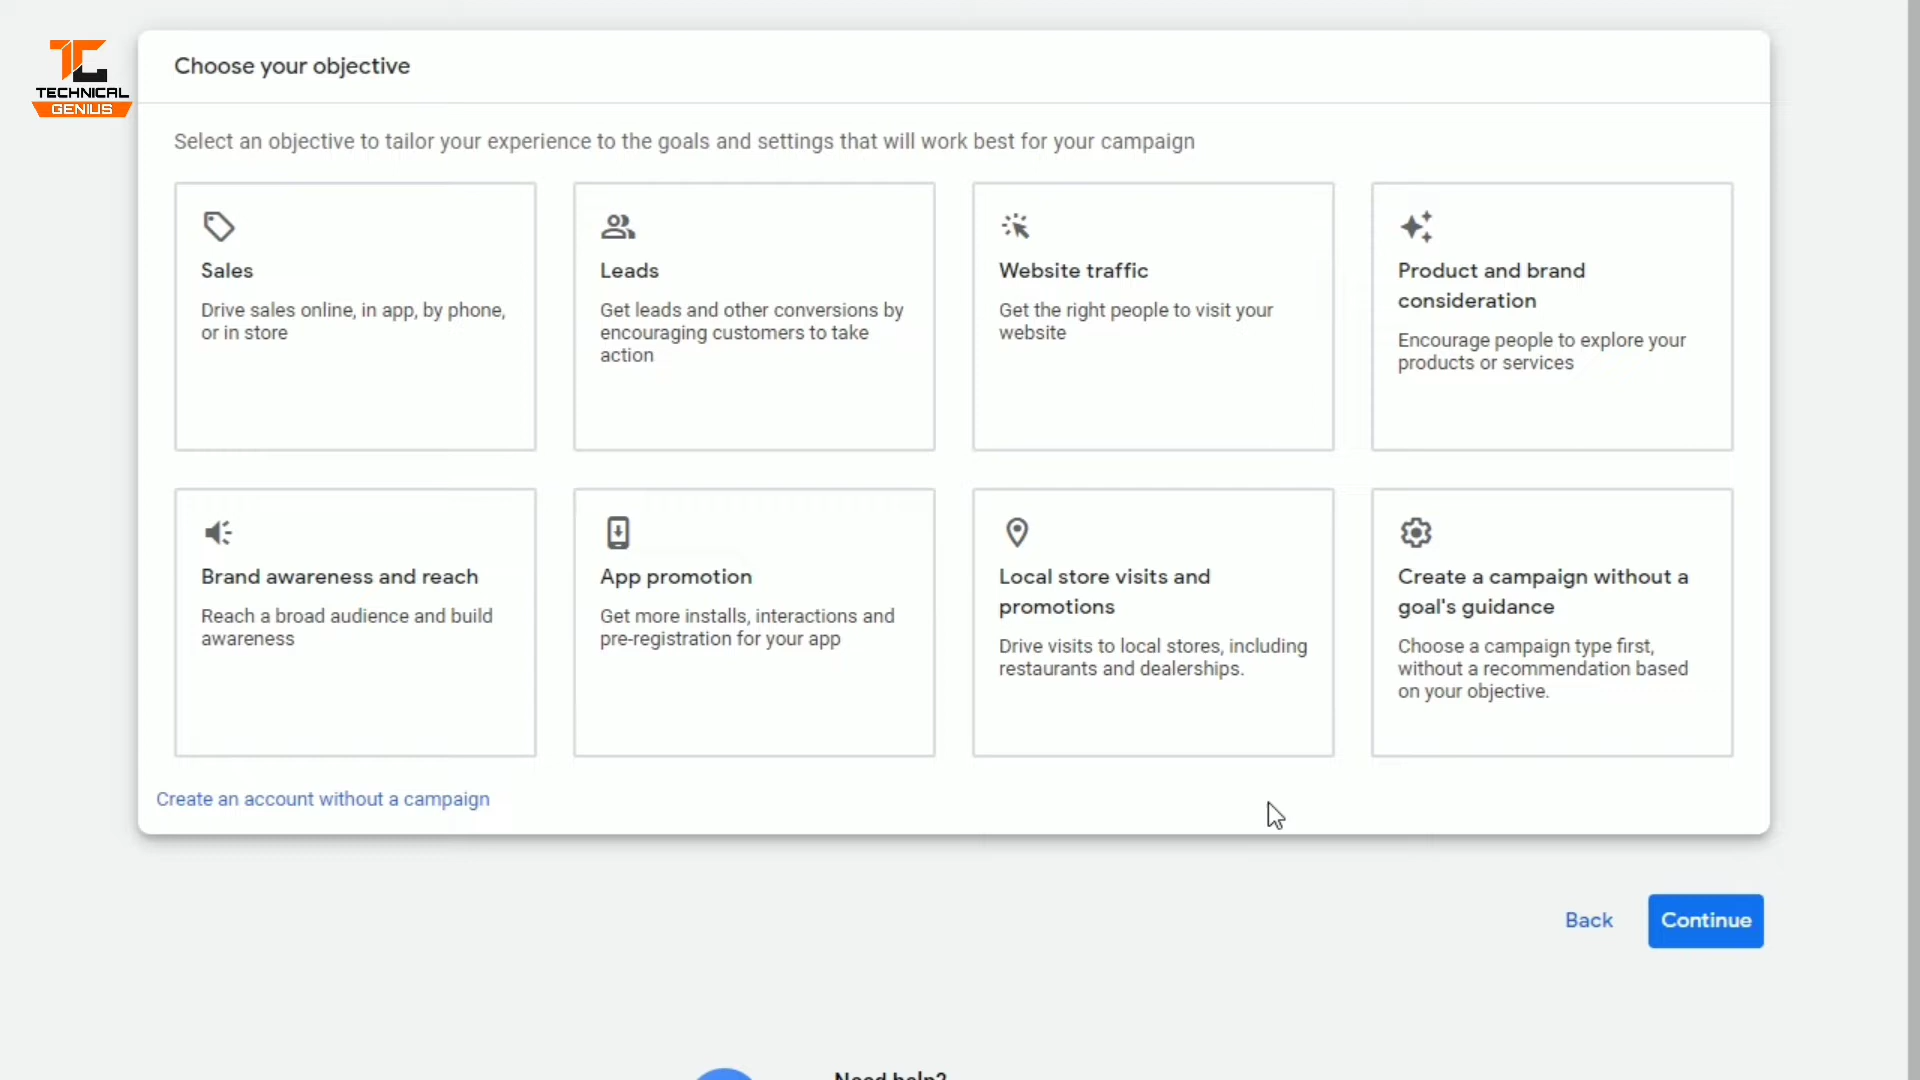 TECHNICAL
GENIUS
Choose your objective
Select an objective to tailor your experience to the goals and settings that will work best for your campaign
Sales
Drive sales online, in app, by phone,
or in store
Leads
Get leads and other conversions by
encouraging customers to take
action
Website traffic
Get the right people to visit your
website
Product and brand
consideration
Encourage people to explore your
products or services
Brand awareness and reach
Reach a broad audience and build
awareness
App promotion
Get more installs, interactions and
pre-registration for your app
Local store visits and
promotions
Drive visits to local stores, including
restaurants and dealerships.
Create a campaign without a
goal's guidance
Choose a campaign type first,
without a recommendation based
on your objective.
Create an account without a campaign
Back
Continue
Need help?